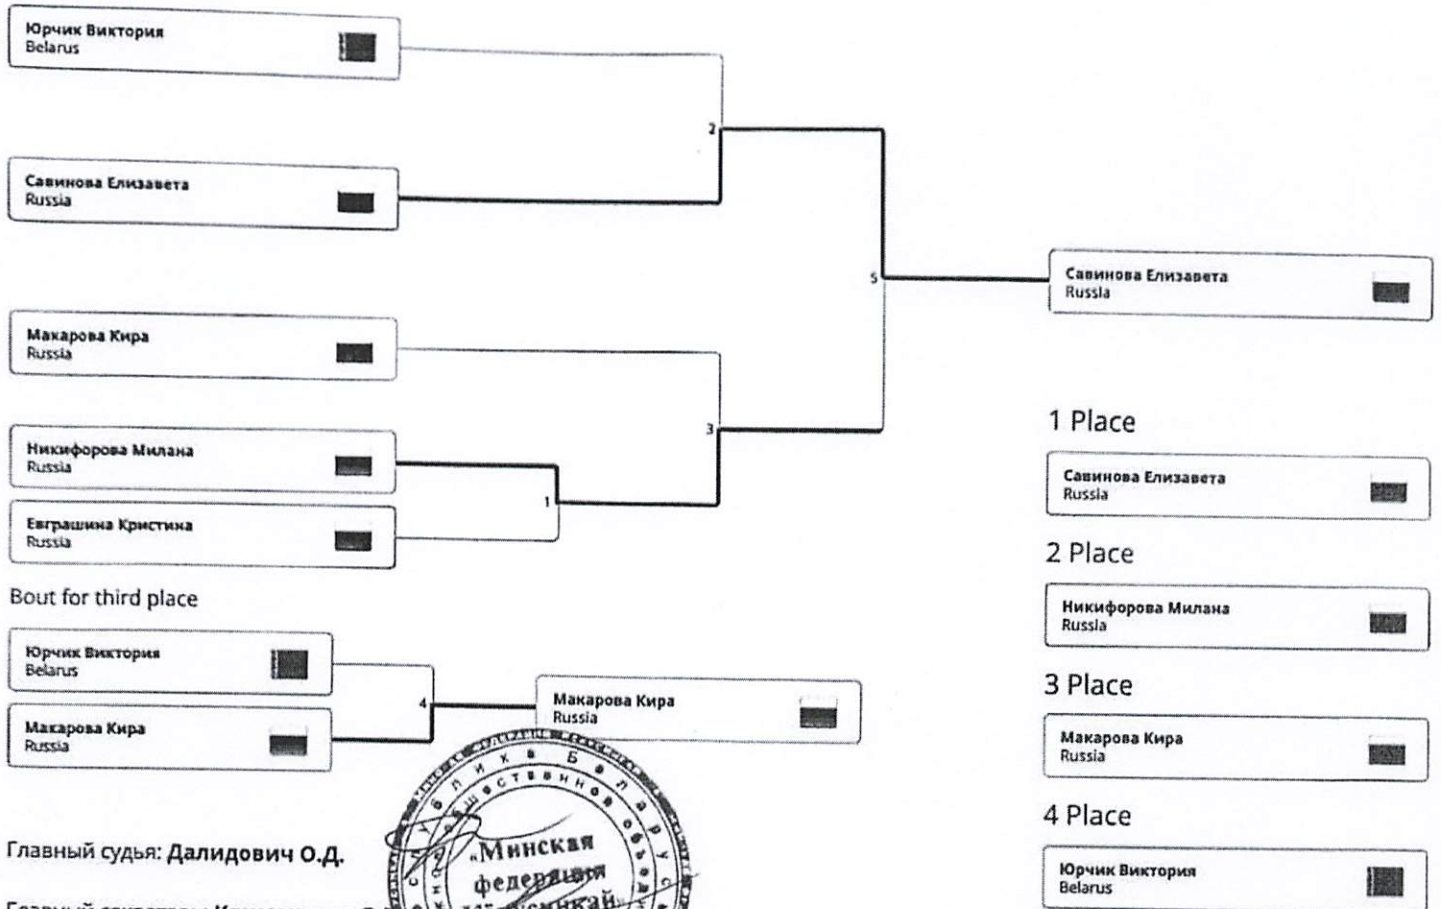 Юрчик Виктория
Belarus
2
Савинова Елизавета
Russia
5
Савинова Елизавета
Russia
Макарова Кира
Russia
3
Никифорова Милана
Russia
1
Евграшина Кристина
Russia
Bout for third place
Юрчик Виктория
Belarus
4
Макарова Кира
Russia
Макарова Кира
Russia
1 Place
Савинова Елизавета
Russia
2 Place
Никифорова Милана
Russia
3 Place
Макарова Кира
Russia
4 Place
Юрчик Виктория
Belarus
Главный судья: Далидович О.Д.
«Минская
федерация